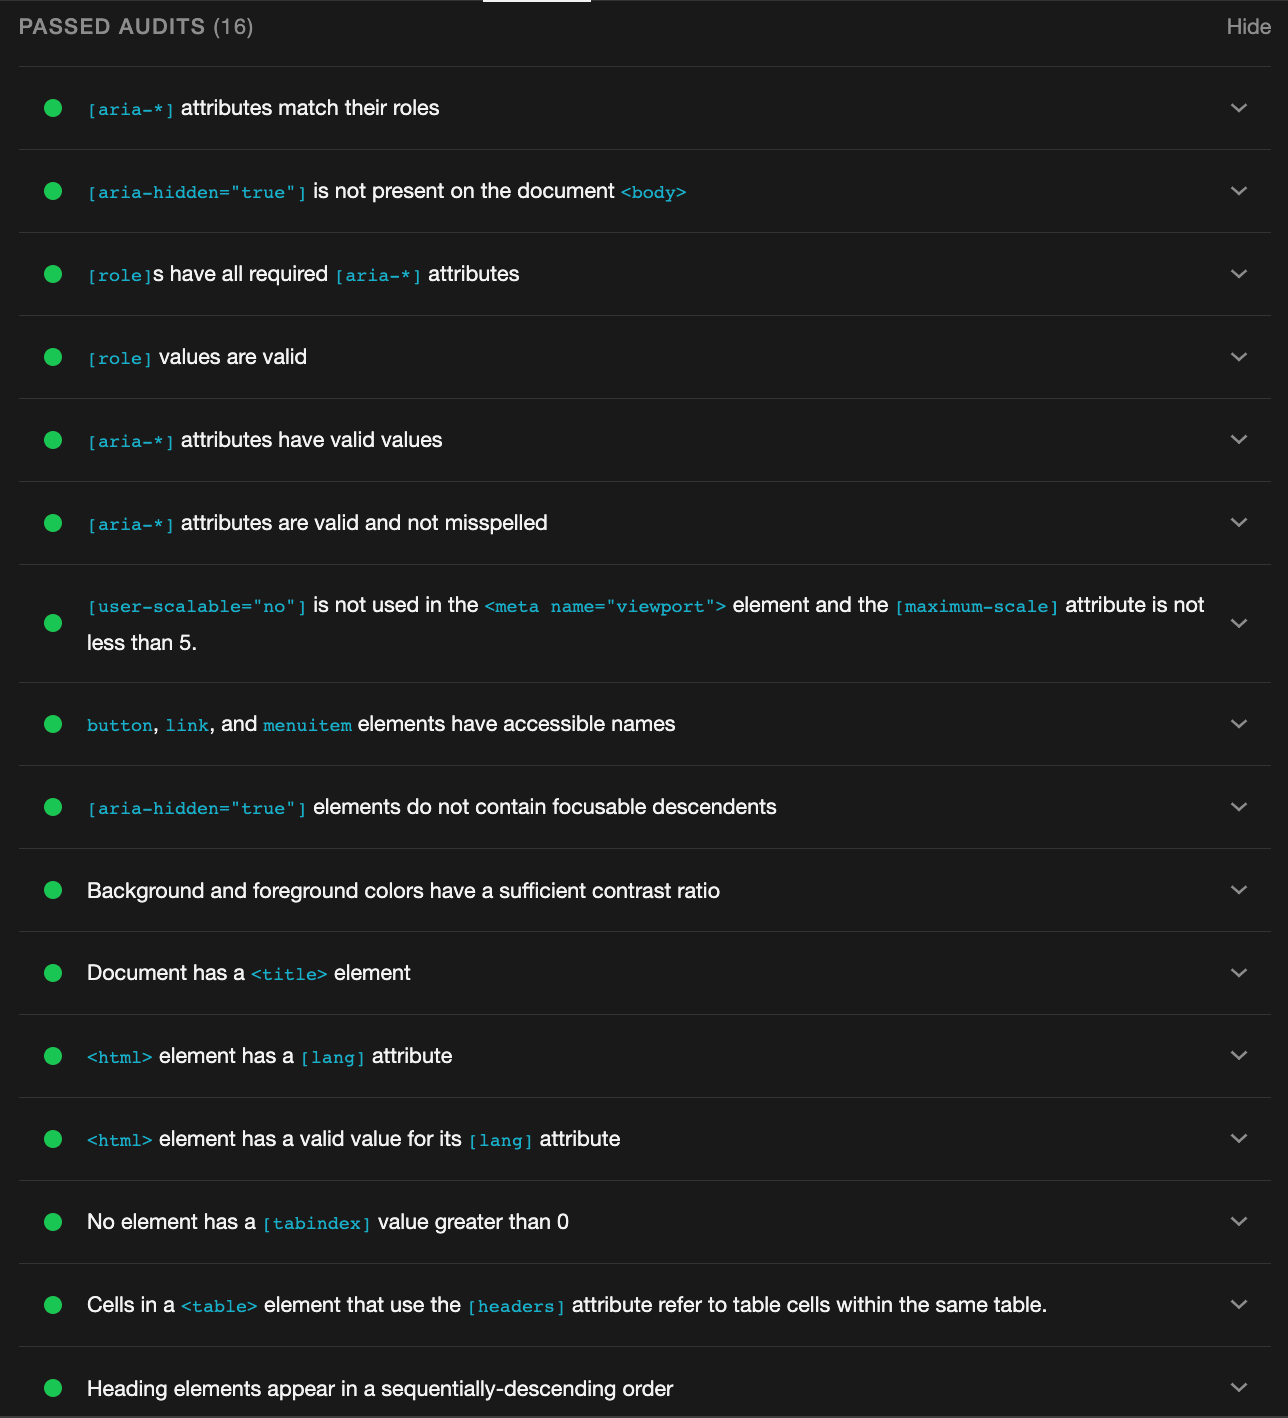 PASSED AUDITS (16)
Hide
[aria-*] attributes match their roles
[aria-hidden="true"] is not present on the document <body>
[role]s have all required [aria-*] attributes
[role] values are valid
[aria-*] attributes have valid values
[aria-*] attributes are valid and not misspelled
[user-scalable="no"] is not used in the <meta name="viewport"> element and the [maximum-scale] attribute is not
less than 5.
button, link, and menuitem elements have accessible names
[aria-hidden="true"] elements do not contain focusable descendents
Background and foreground colors have a sufficient contrast ratio
Document has a <title> element
<html> element has a [lang] attribute
<html> element has a valid value for its [lang] attribute
No element has a [tabindex] value greater than 0
Cells in a <table> element that use the [headers] attribute refer to table cells within the same table.
Heading elements appear in a sequentially-descending order